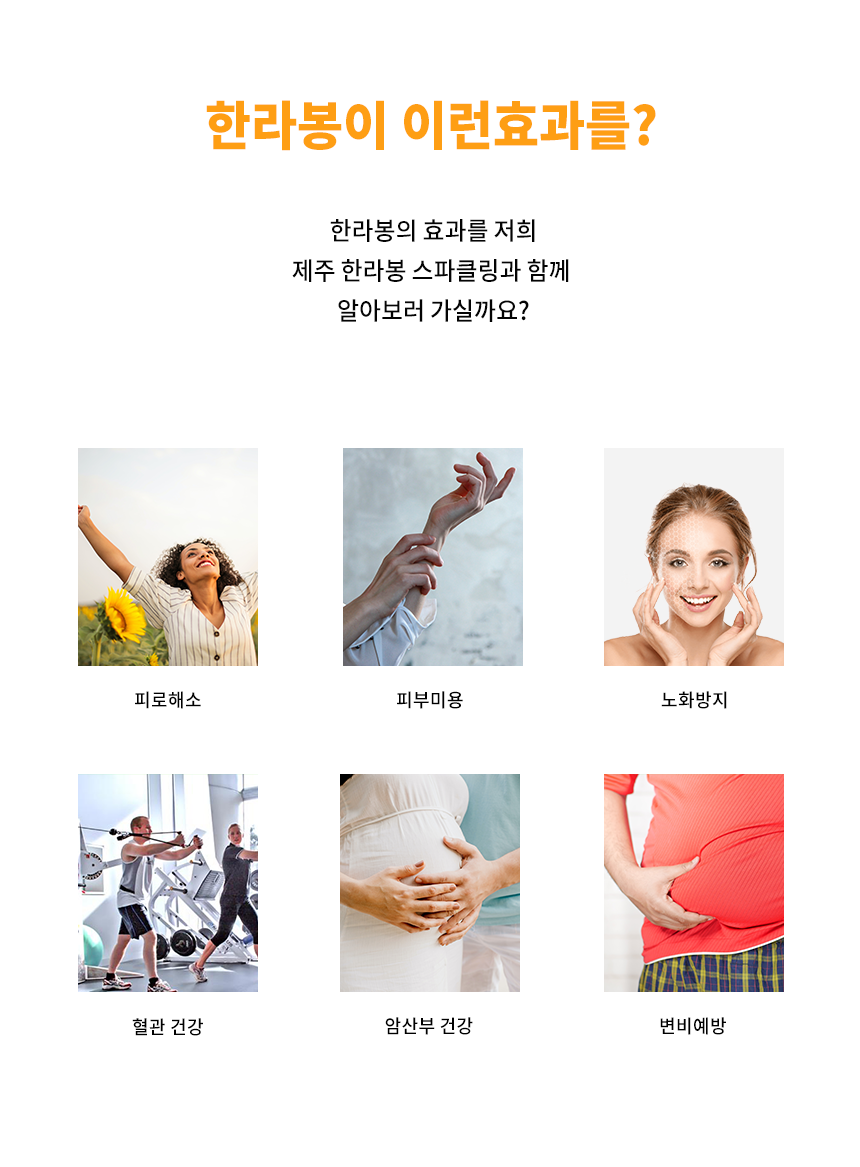 한라봉이 이런효과를?
한라봉의 효과를 저희
제주 한라봉 스파클링과 함께
알아보러 가실까요?
피로해소
피부미용
노화방지
혈관 건강
암산부 건강
변비예방